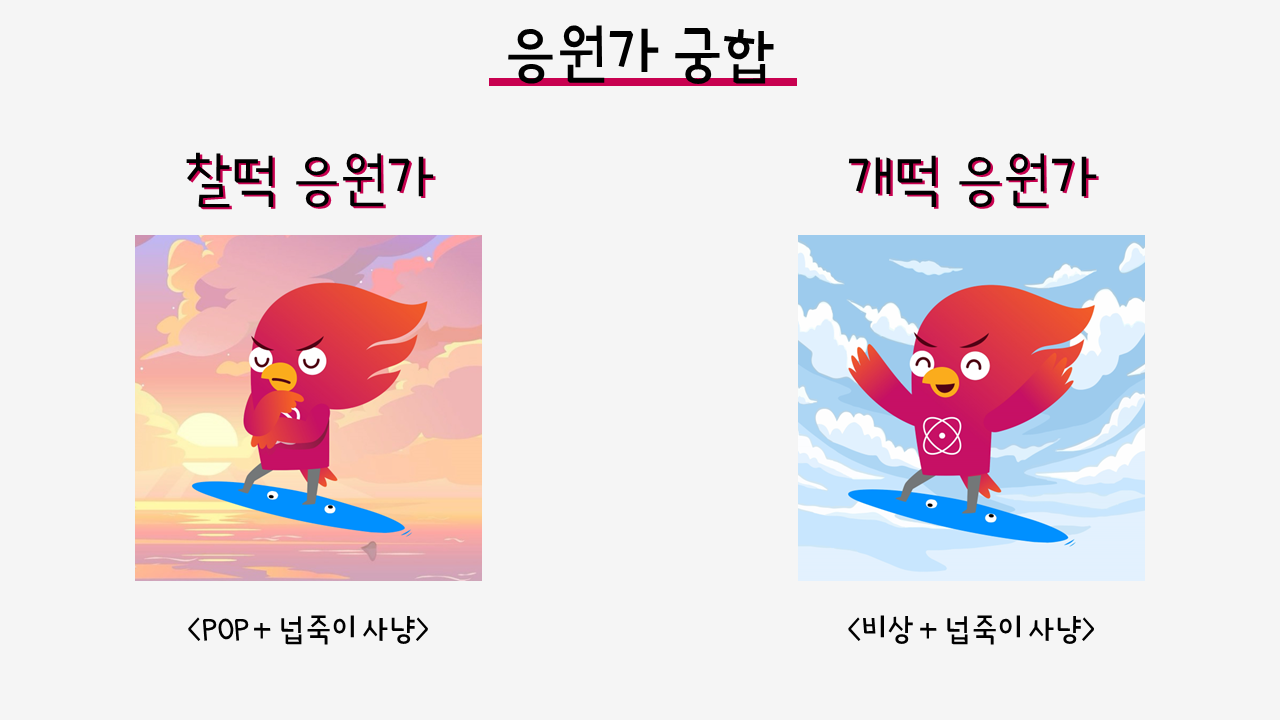 응원가 궁합
찰떡 응원가
개떡 응원가
<POP + 넙죽이 사냥>
<비상 + 넙죽이 사냥>